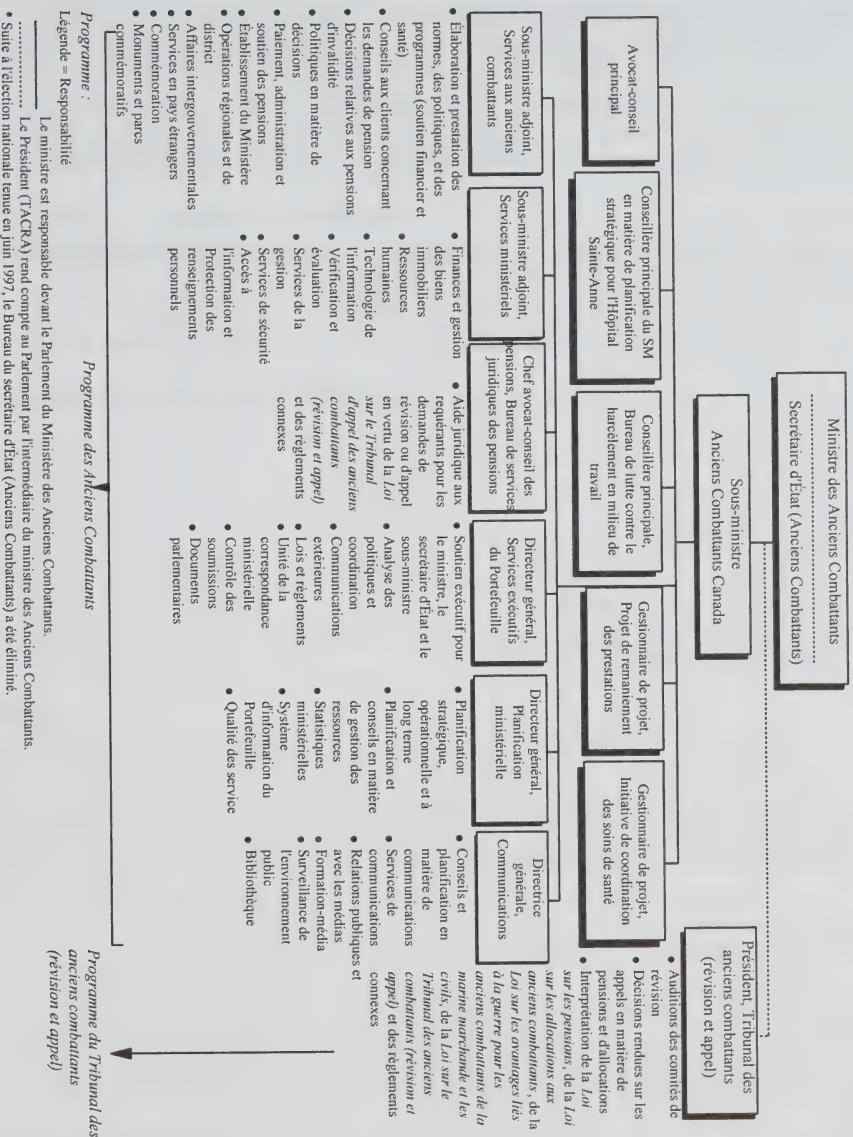 Ministre des Anciens Combattants
Secrétaire d'État (Anciens Combattants)
Sous-ministre
Anciens Combattants Canada
Président, Tribunal des
anciens combattants
(révision et appel)
• Auditions des comités de
révision
• Décisions rendues sur les
appels en matière de
pensions et d'allocations
• Interprétation de la Loi
sur les pensions, de la Loi
sur les allocations aux
anciens combattants, de la
Loi sur les avantages liés
à la guerre pour les
anciens combattants de la
marine marchande et les
civils, de la Loi sur le
Tribunal des anciens
combattants (révision et
appel) et des règlements
connexes
Avocat-conseil
principal
Conseillère principale du SM
en matière de planification
stratégique pour l'Hôpital
Sainte-Anne
Conseillère principale,
Bureau de lutte contre le
harcèlement en milieu de
travail
Gestionnaire de projet,
Projet de remaniement
des prestations
Gestionnaire de projet,
Initiative de coordination
des soins de santé
Sous-ministre adjoint,
Services aux anciens
combattants
• Élaboration et prestation des
normes, des politiques, et des
programmes (soutien financier et
santé)
• Conseils aux clients concernant
les demandes de pension
• Décisions relatives aux pensions
d'invalidité
• Politiques en matière de
décisions
• Paiement, administration et
soutien des pensions
• Établissement du Ministère
• Opérations régionales et de
district
• Affaires intergouvernementales
• Services en pays étrangers
• Commémoration
• Monuments et parcs
commémoratifs
Sous-ministre adjoint,
Services ministériels
• Finances et gestion
des biens
immobiliers
• Ressources
humaines
• Technologie de
l'information
• Vérification et
évaluation
• Services de la
gestion
• Services de sécurité
• Accès à
l'information et
Protection des
renseignements
personnels
Chef avocat-conseil des
pensions, Bureau de services
juridiques des pensions
• Aide juridique aux
requérants pour les
demandes de
révision ou d'appel
en vertu de la Loi
sur le Tribunal
d'appel des anciens
combattants
(révision et appel)
et des règlements
connexes
Directeur général,
Services exécutifs
du Portefeuille
• Soutien exécutif pour
le ministre, le
secrétaire d'État et le
sous-ministre
• Analyse des
politiques et
coordination
• Communications
extérieures
• Lois et règlements
• Unité de la
correspondance
ministérielle
• Contrôle des
soumissions
• Documents
parlementaires
Directeur général,
Planification
ministérielle
• Planification
stratégique,
opérationnelle et à
long terme
• Planification et
conseils en matière
de gestion des
ressources
• Statistiques
ministérielles
• Système
d'information du
Portefeuille
• Qualité des service
Directrice
générale,
Communications
• Conseils et
planification en
matière de
communications
• Services de
communications
• Relations publiques et
avec les médias
• Formation-média
• Surveillance de
l'environnement
public
• Bibliothèque
Programme :
Programme des Anciens Combattants
Programme du Tribunal des
anciens combattants
(révision et appel)
Légende = Responsabilité
Le ministre est responsable devant le Parlement du Ministère des Anciens Combattants.
Le Président (TACRA) rend compte au Parlement par l'intermédiaire du ministre des Anciens Combattants.
* Suite à l'élection nationale tenue en juin 1997, le Bureau du secrétaire d'État (Anciens Combattants) a été éliminé.